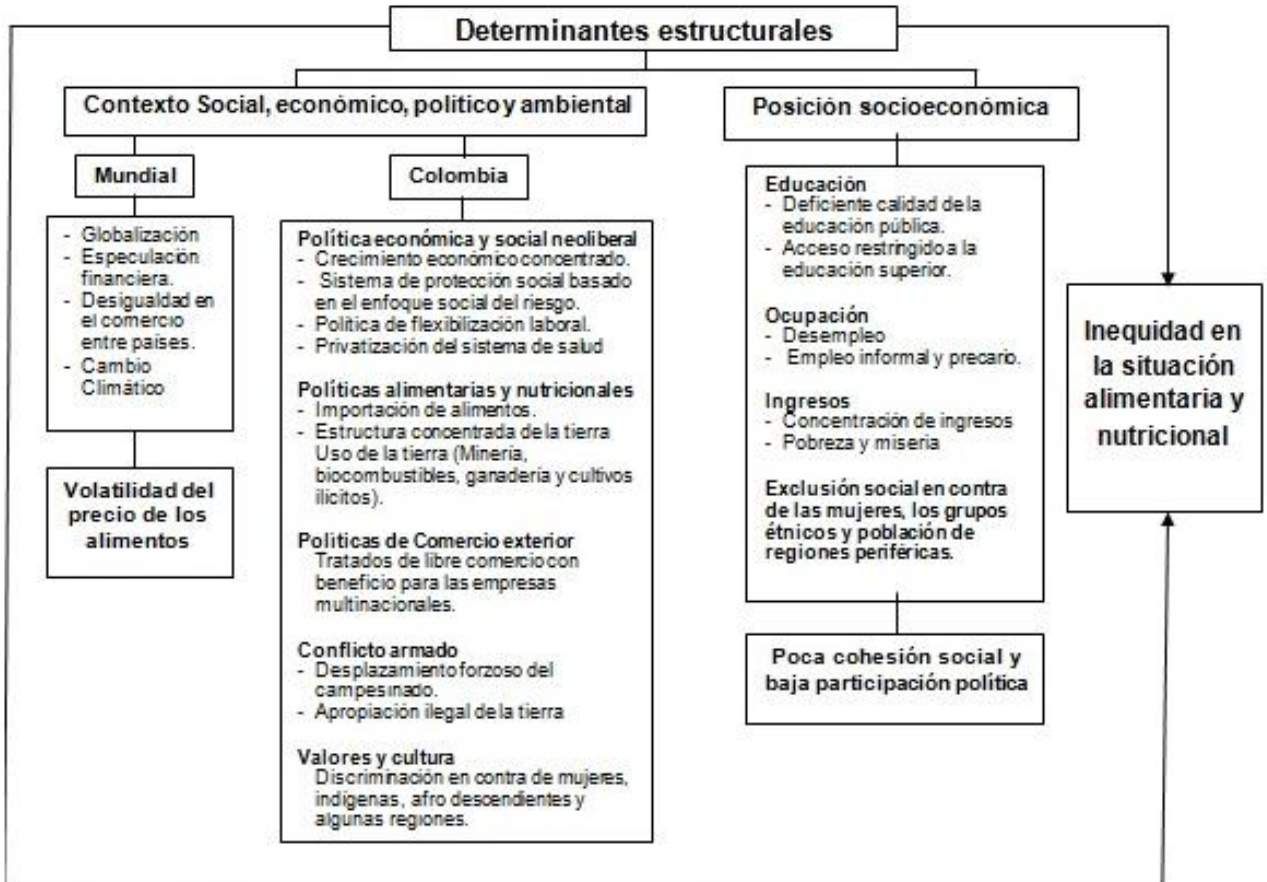 Determinantes estructurales
Contexto Social, económico, politico y ambiental
Posición socioeconómica
Mundial
Colombia
- Globalización
- Especulación
financiera.
- Desigualdad en
el comercio
entre países.
- Cambio
Climático
Volatilidad del
precio de los
alimentos
Política económica y social neoliberal
- Crecimiento económico concentrado.
- Sistema de protección social basado
en el enfoque social del riesgo.
- Política de flexibilización laboral.
- Privatización del sistema de salud
Políticas alimentarias y nutricionales
- Importación de alimentos.
- Estructura concentrada de la tierra
Uso de la tierra (Minería,
biocombustibles, ganadería y cultivos
ilícitos).
Políticas de Comercio exterior
Tratados de libre comercio con
beneficio para las empresas
multinacionales.
Conflicto armado
- Desplazamiento forzoso del
campesinado.
- Apropiación ilegal de la tierra
Valores y cultura
Discriminación en contra de mujeres,
indígenas, afro descendientes y
algunas regiones.
Educación
- Deficiente calidad de la
educación pública.
- Acceso restringido a la
educación superior.
Ocupación
- Desempleo
- Empleo informal y precario.
Ingresos
- Concentración de ingresos
- Pobreza y miseria
Exclusión social en contra
de las mujeres, los grupos
étnicos y población de
regiones periféricas.
Poca cohesión social y
baja participación política
Inequidad en
la situación
alimentaria y
nutricional